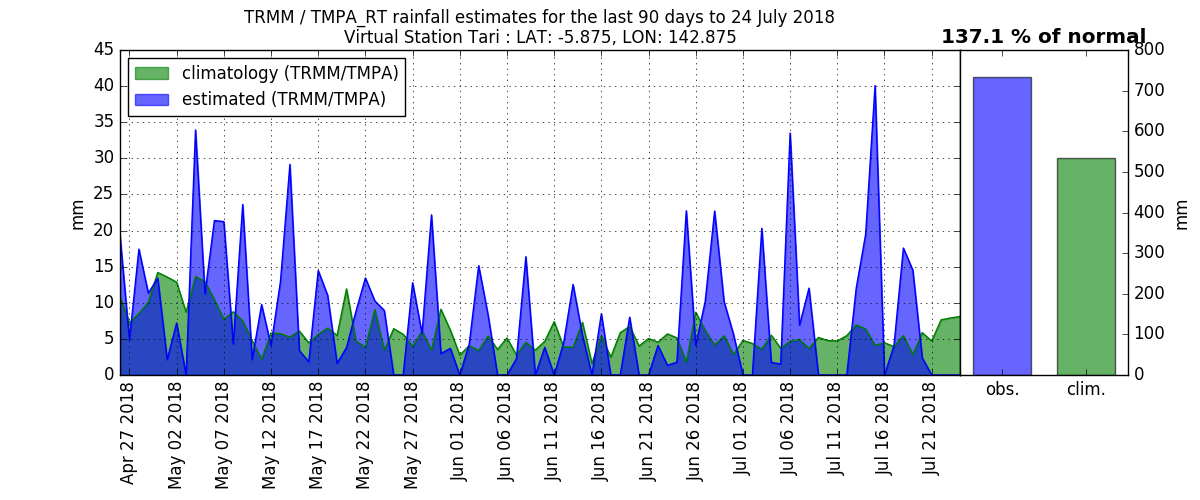 TRMM / TMPA_RT rainfall estimates for the last 90 days to 24 July 2018
Virtual Station Tari : LAT: -5.875, LON: 142.875
137.1 % of normal
climatology (TRMM/TMPA)
estimated (TRMM/TMPA)
45
40
35
30
25
20
15
10
5
0
mm
Apr 27 2018
May 02 2018
May 07 2018
May 12 2018
May 17 2018
May 22 2018
May 27 2018
Jun 01 2018
Jun 06 2018
Jun 11 2018
Jun 16 2018
Jun 21 2018
Jun 26 2018
Jul 01 2018
Jul 06 2018
Jul 11 2018
Jul 16 2018
Jul 21 2018
obs.
clim.
800
700
600
500
400
300
200
100
0
mm